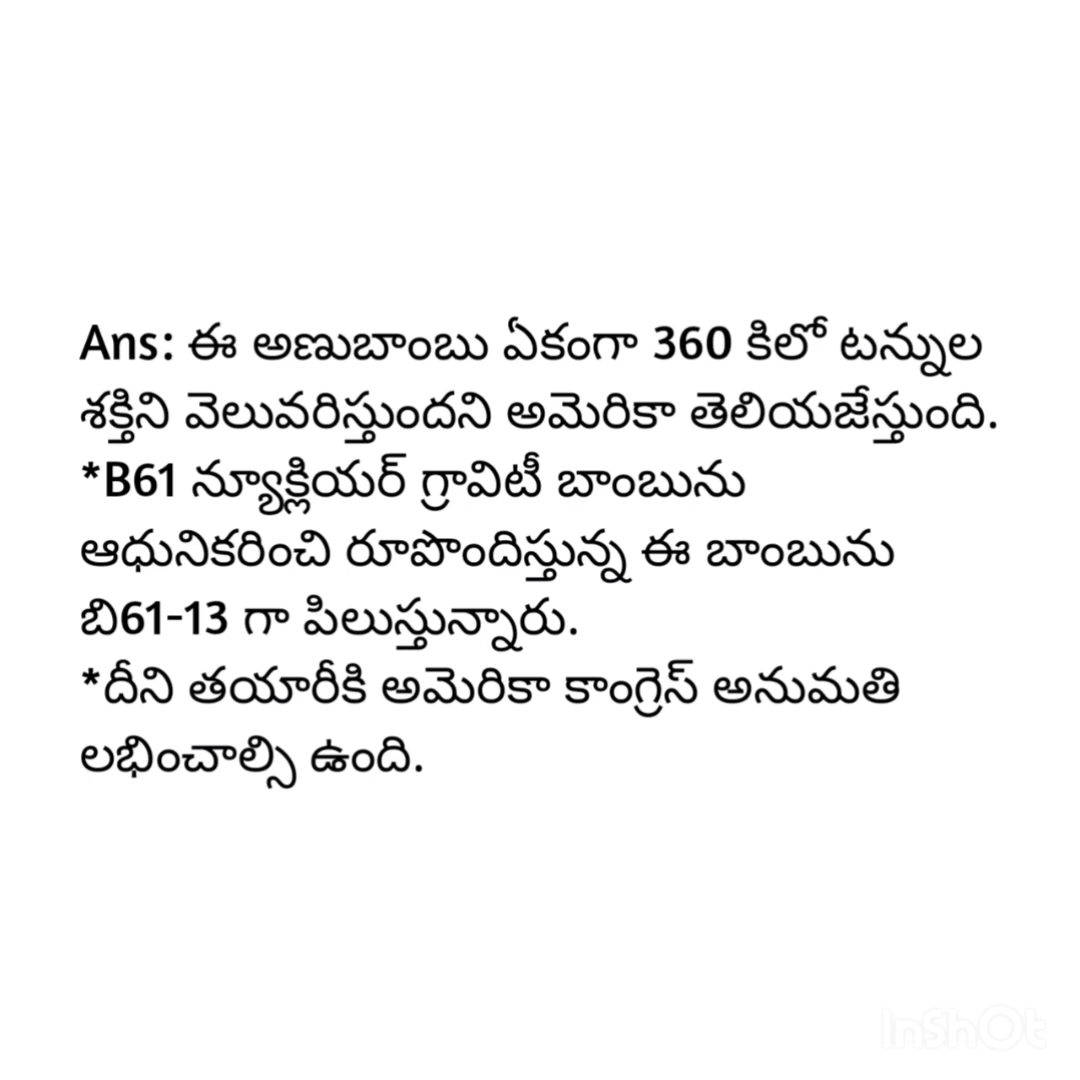 Ans: ఈ అణుబాంబు ఏకంగా 360 కిలో టన్నుల
శక్తిని వెలువరిస్తుందని అమెరికా తెలియజేస్తుంది.
*B61 న్యూక్లియర్ గ్రావిటీ బాంబును
ఆధునికరించి రూపొందిస్తున్న ఈ బాంబును
బి61-13 గా పిలుస్తున్నారు.
*దీని తయారీకి అమెరికా కాంగ్రెస్ అనుమతి
లభించాల్సి ఉంది.
InShOt